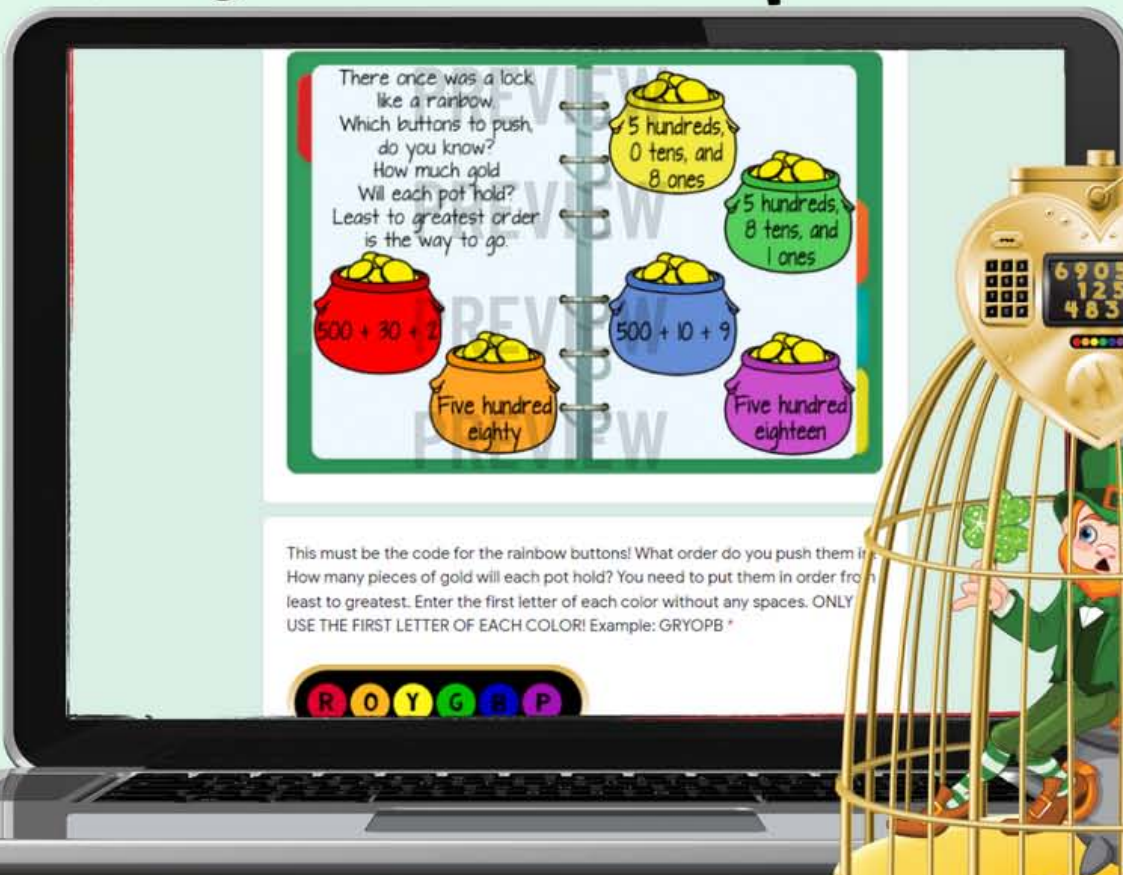 There once was a lock
like a rainbow.
Which buttons to push,
do you know?
How much gold
Will each pot hold?
Least to greatest order
is the way to go.
5 hundreds,
0 tens, and
8 ones
5 hundreds,
8 tens, and
1 ones
500 + 30 + 2
500 + 10 + 9
Five hundred
eighty
Five hundred
eighteen
PREVIEW
PREVIEW
PREVIEW
PREVIEW
6905
12.5
483
This must be the code for the rainbow buttons! What order do you push them
How many pieces of gold will each pot hold? You need to put them in order from
least to greatest. Enter the first letter of each color without any spaces. ONLY
USE THE FIRST LETTER OF EACH COLOR! Example: GRYOPB *
R O Y G B P